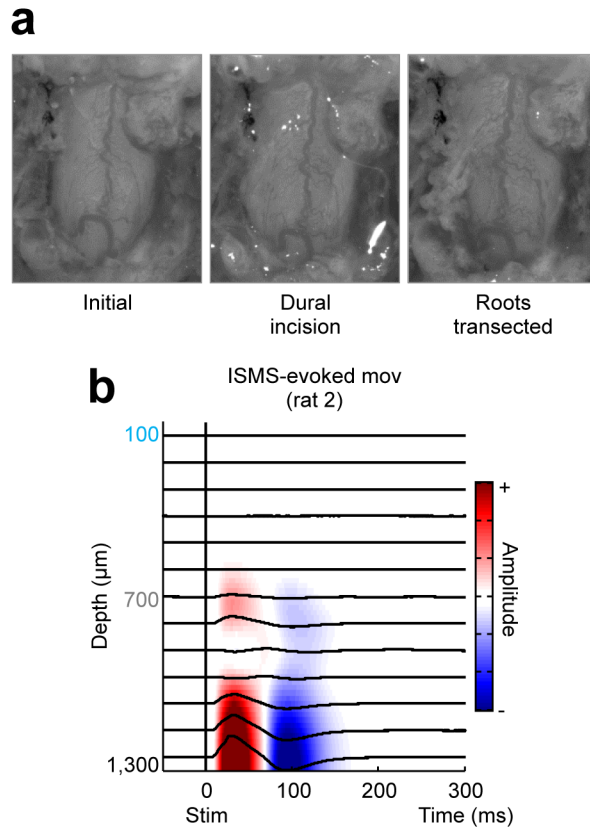 a
Initial
Dural
incision
Roots
transected
b
ISMS-evoked mov
(rat 2)
100
700
1,300
Depth (µm)
+
Amplitude
-
0
100
200
300
Stim
Time (ms)